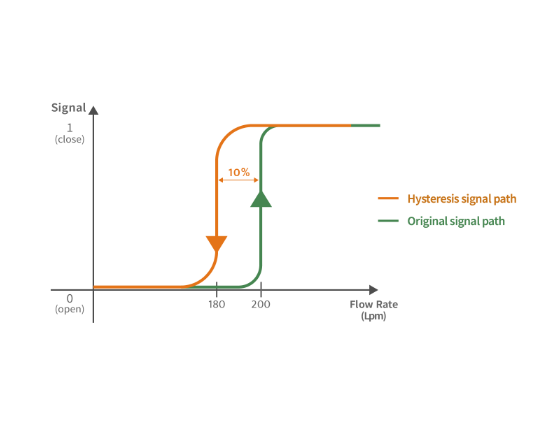 Signal
1
(close)
10%
Hysteresis signal path
Original signal path
0
(open)
180
200
Flow Rate
(Lpm)